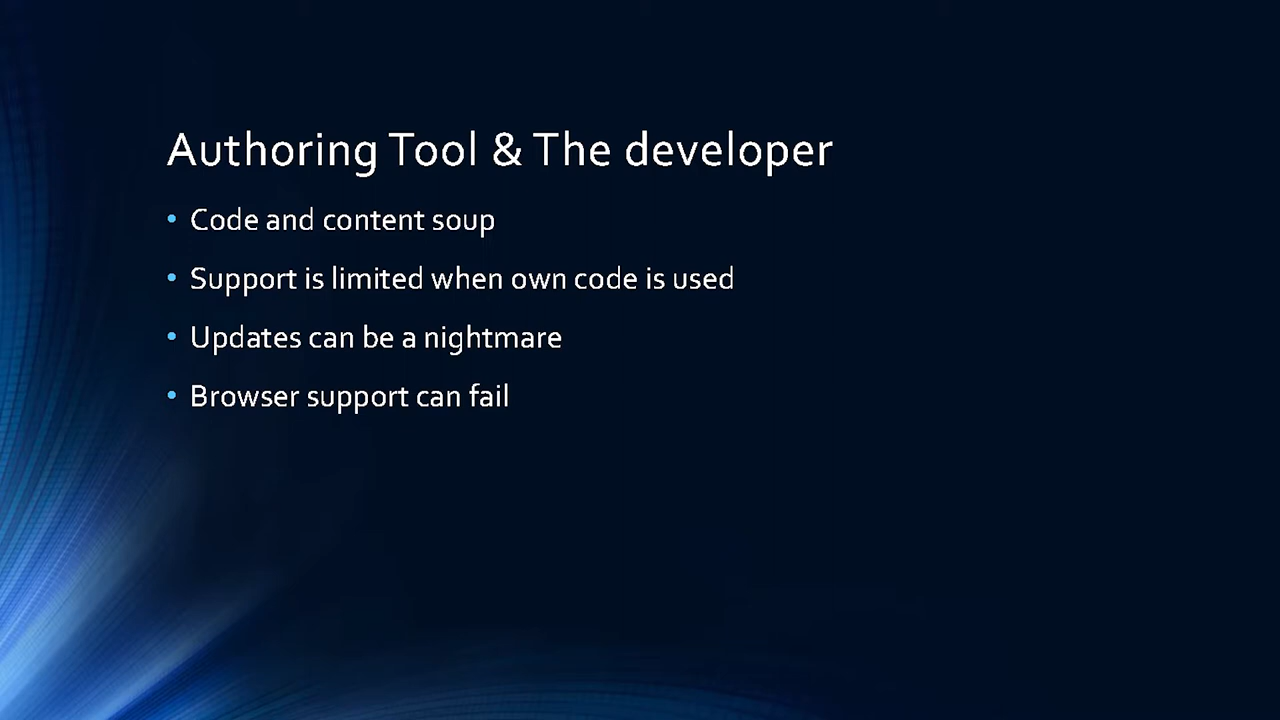 Authoring Tool & The developer
• Code and content soup
• Support is limited when own code is used
• Updates can be a nightmare
• Browser support can fail